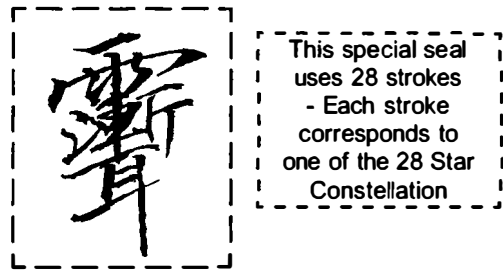 This special seal
uses 28 strokes
- Each stroke
corresponds to
one of the 28 Star
Constellation